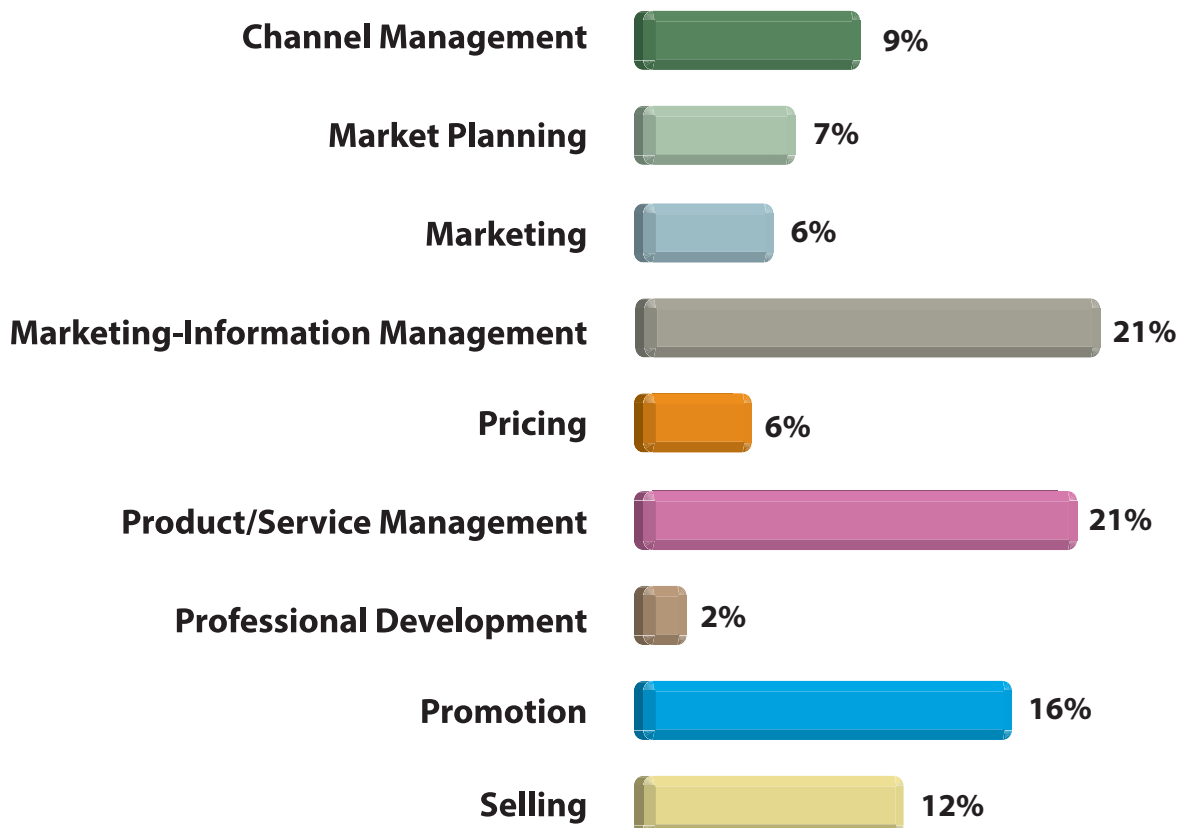 Channel Management 9%
Market Planning 7%
Marketing 6%
Marketing-Information Management 21%
Pricing 6%
Product/Service Management 21%
Professional Development 2%
Promotion 16%
Selling 12%